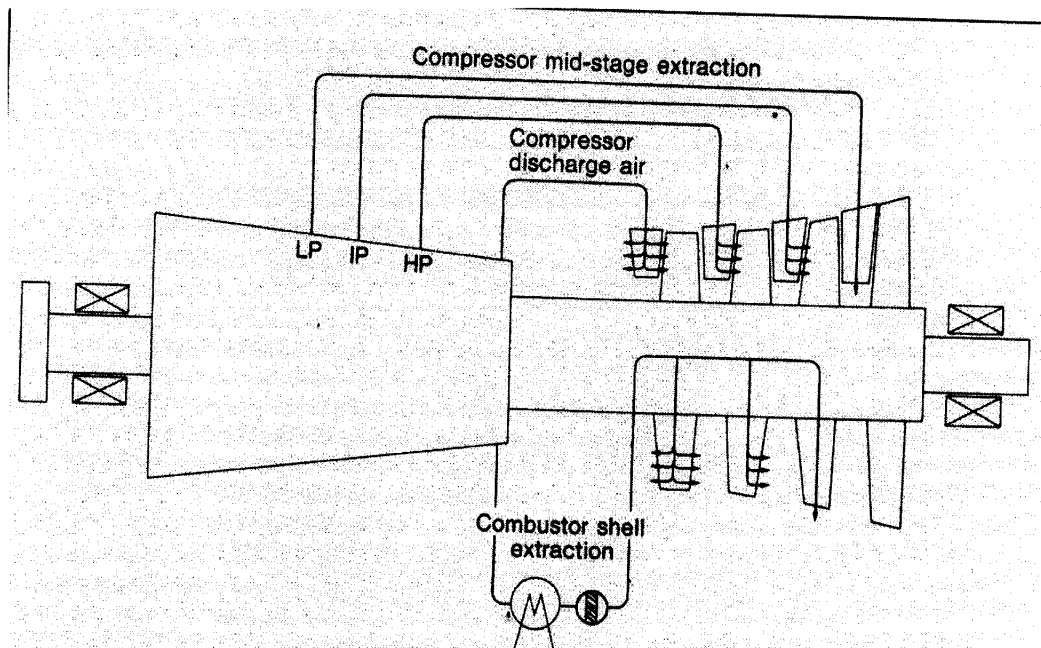 Compressor mid-stage extraction
Compressor
discharge air
LP IP HP
Combustor shell
extraction